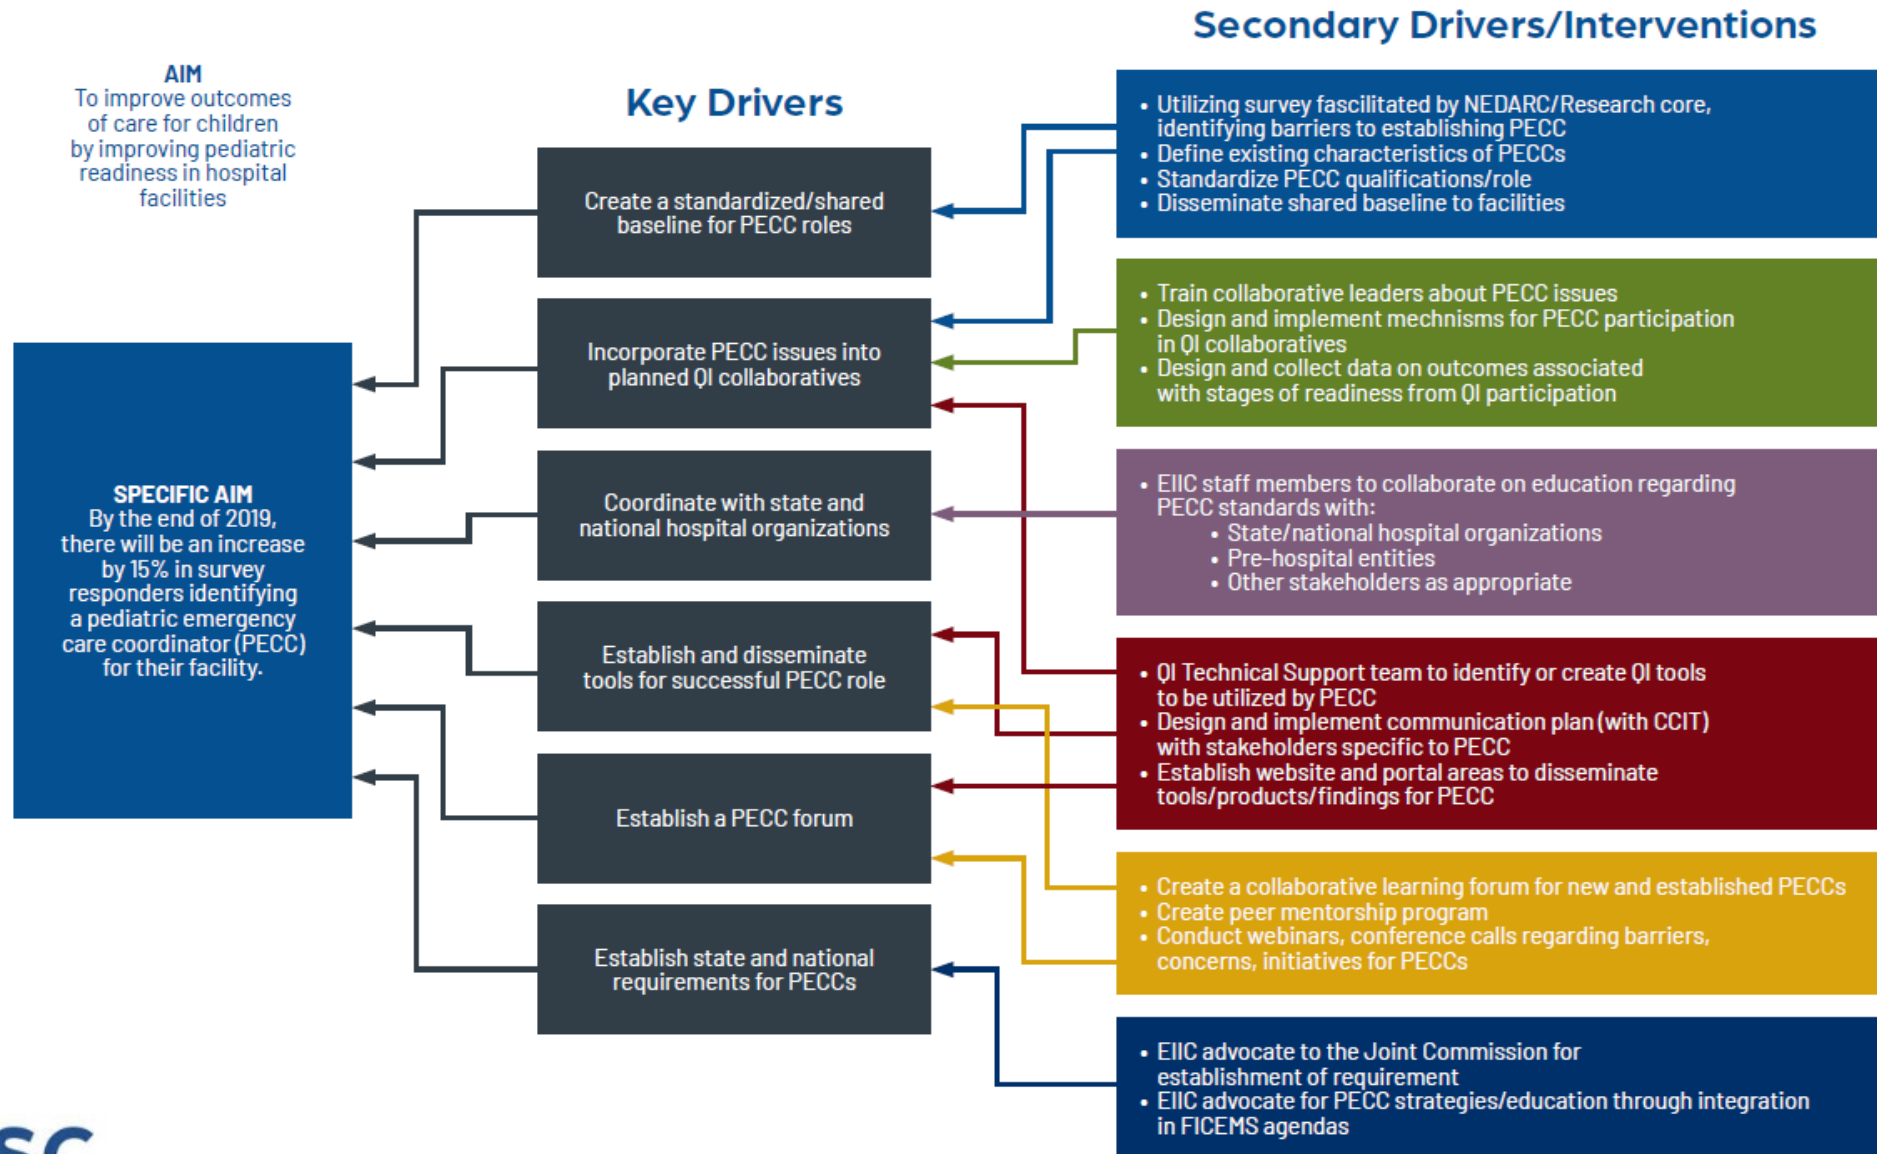 Secondary Drivers/Interventions
AIM
To improve outcomes
of care for children
by improving pediatric
readiness in hospital
facilities
SPECIFIC AIM
By the end of 2019,
there will be an increase
by 15% in survey
responders identifying
a pediatric emergency
care coordinator (PECC)
for their facility.
Key Drivers
Create a standardized/shared
baseline for PECC roles
Incorporate PECC issues into
planned QI collaboratives
Coordinate with state and
national hospital organizations
Establish and disseminate
tools for successful PECC role
Establish a PECC forum
Establish state and national
requirements for PECCs
• Utilizing survey fascilitated by NEDARC/Research core,
identifying barriers to establishing PECC
• Define existing characteristics of PECCs
• Standardize PECC qualifications/role
• Disseminate shared baseline to facilities
• Train collaborative leaders about PECC issues
• Design and implement mechnisms for PECC participation
in QI collaboratives
• Design and collect data on outcomes associated
with stages of readiness from QI participation
• EIIC staff members to collaborate on education regarding
PECC standards with:
• State/national hospital organizations
• Pre-hospital entities
• Other stakeholders as appropriate
• QI Technical Support team to identify or create QI tools
to be utilized by PECC
• Design and implement communication plan (with CCIT)
with stakeholders specific to PECC
• Establish website and portal areas to disseminate
tools/products/findings for PECC
• Create a collaborative learning forum for new and established PECCs
• Create peer mentorship program
• Conduct webinars, conference calls regarding barriers,
concerns, initiatives for PECCs
• EIIC advocate to the Joint Commission for
establishment of requirement
• EIIC advocate for PECC strategies/education through integration
in FICEMS agendas